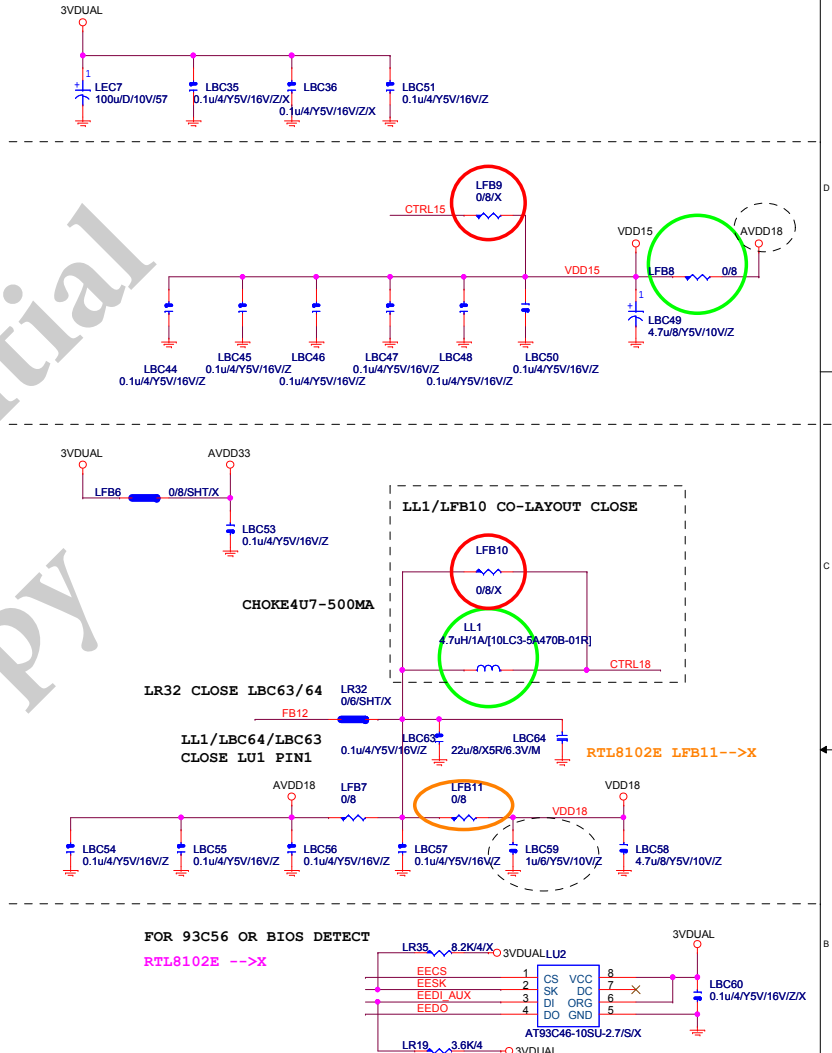 3VDUAL
1
+
LEC7
100u/D/10V/57
LBC35
0.1u/4/Y5V/16V/Z/X
LBC36
0.1u/4/Y5V/16V/Z/X
LBC51
0.1u/4/Y5V/16V/Z
D
LFB9
0/8/X
CTRL15
VDD15
AVDD18
VDD15
LFB8
0/8
1
+
LBC49
4.7u/8/Y5V/10V/Z
LBC44
0.1u/4/Y5V/16V/Z
LBC45
0.1u/4/Y5V/16V/Z
LBC46
0.1u/4/Y5V/16V/Z
LBC47
0.1u/4/Y5V/16V/Z
LBC48
0.1u/4/Y5V/16V/Z
LBC50
0.1u/4/Y5V/16V/Z
tial
3VDUAL
AVDD33
LFB6
0/8/SHT/X
LBC53
0.1u/4/Y5V/16V/Z
LL1/LFB10 CO-LAYOUT CLOSE
LFB10
0/8/X
C
CHOKE4U7-500MA
LL1
4.7uH/1A/[10LC3-5A470B-01R]
CTRL18
py
LR32 CLOSE LBC63/64
LR32
0/6/SHT/X
FB12
LL1/LBC64/LBC63
CLOSE LU1 PIN1
LBC63
0.1u/4/Y5V/16V/Z
LBC64
22u/8/X5R/6.3V/M
RTL8102E LFB11-->X
AVDD18
LFB7
0/8
LFB11
0/8
VDD18
VDD18
LBC54
0.1u/4/Y5V/16V/Z
LBC55
0.1u/4/Y5V/16V/Z
LBC56
0.1u/4/Y5V/16V/Z
LBC57
0.1u/4/Y5V/16V/Z
LBC59
1u/6/Y5V/10V/Z
LBC58
4.7u/8/Y5V/10V/Z
FOR 93C56 OR BIOS DETECT
RTL8102E -->X
B
LR35
8.2K/4/X
3VDUAL
LU2
3VDUAL
EECS 1 CS VCC 8
EESK 2 SK DC 7
EEDI_AUX 3 DI ORG 6
EEDO 4 DO GND 5
AT93C46-10SU-2.7/S/X
LBC60
0.1u/4/Y5V/16V/Z/X
LR19
3.6K/4
3VDUAL